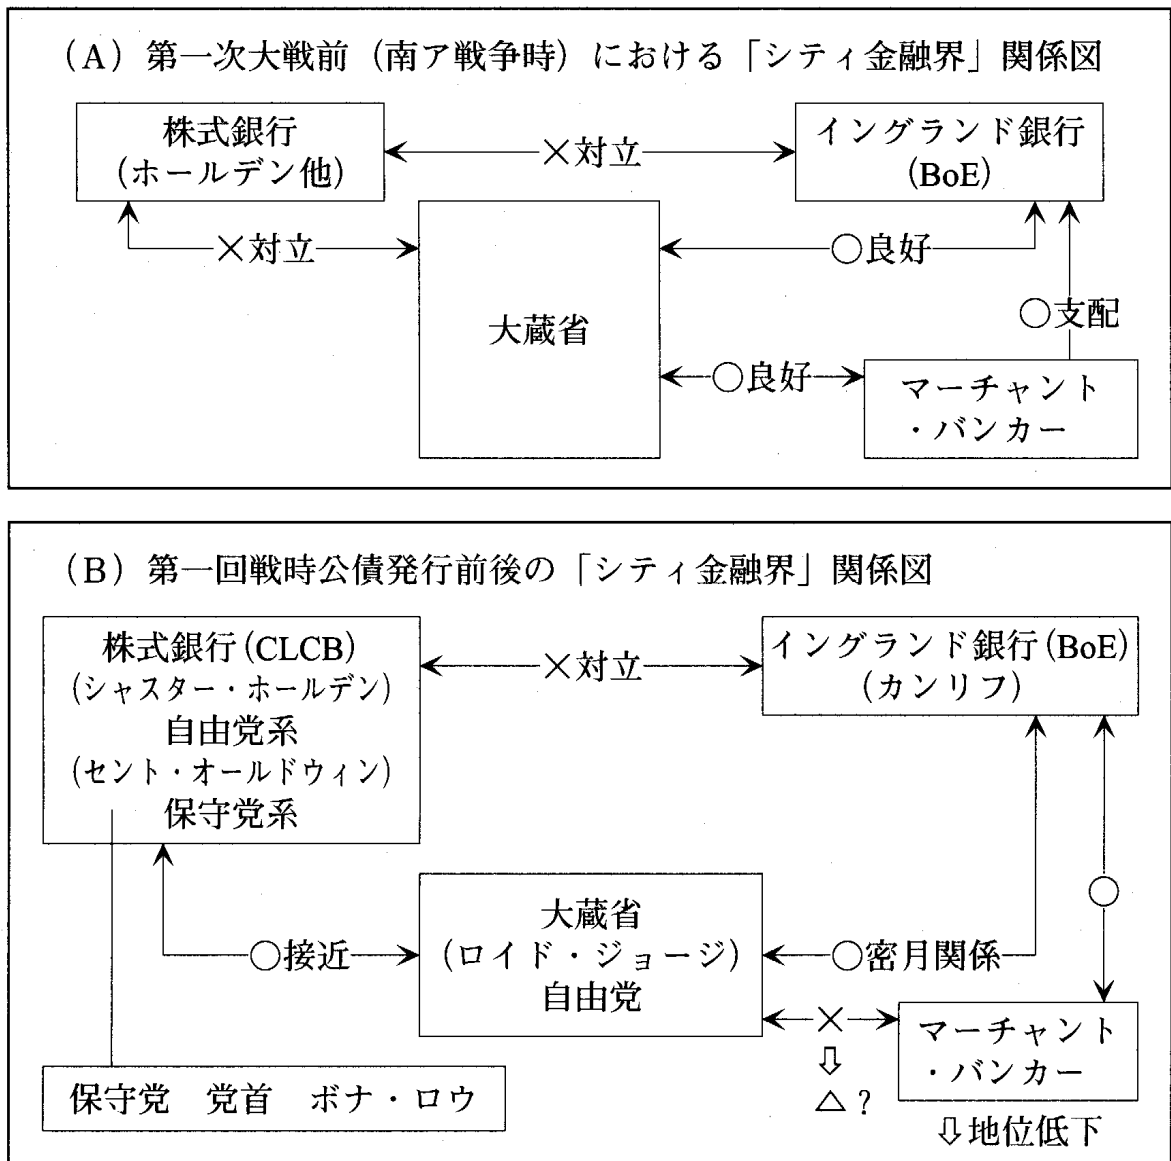 (A) 第一次大戦前（南ア戦争時）における「シティ金融界」関係図
株式銀行
(ホールデン他)
×対立
イングランド銀行
(BoE)
×対立
○良好
大蔵省
○支配
○良好
マーチャント
・バンカー
(B) 第一回戦時公債発行前後の「シティ金融界」関係図
株式銀行(CLCB)
(シャスター・ホールデン)
自由党系
(セント・オールドウィン)
保守党系
×対立
イングランド銀行(BoE)
(カンリフ)
○接近
大蔵省
(ロイド・ジョージ)
自由党
○密月関係
○
×
⇩
△？
マーチャント
・バンカー
⇩地位低下
保守党　党首　ボナ・ロウ